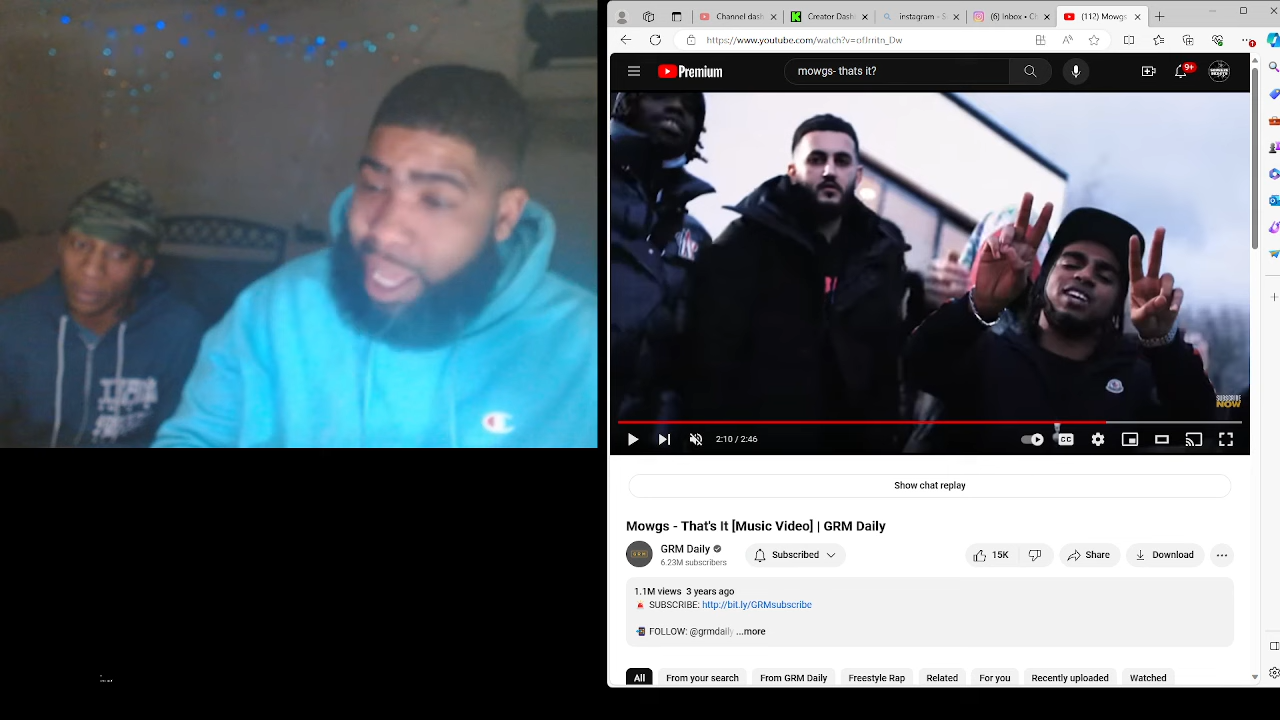 Channel dash
Creator Dash
instagram - S
(6) Inbox • C
(112) Mowgs
https://www.youtube.com/watch?v=ofJrritn_Dw
Premium
mowgs- thats it?
9+
SUBSCRIBE
NOW
2:10 / 2:46
CC
Show chat replay
Mowgs - That's It [Music Video] | GRM Daily
GRM Daily
6.23M subscribers
Subscribed
15K
Share
Download
1.1M views 3 years ago
SUBSCRIBE: http://bit.ly/GRMsubscribe
FOLLOW: @grmdaily ...more
All
From your search
From GRM Daily
Freestyle Rap
Related
For you
Recently uploaded
Watched